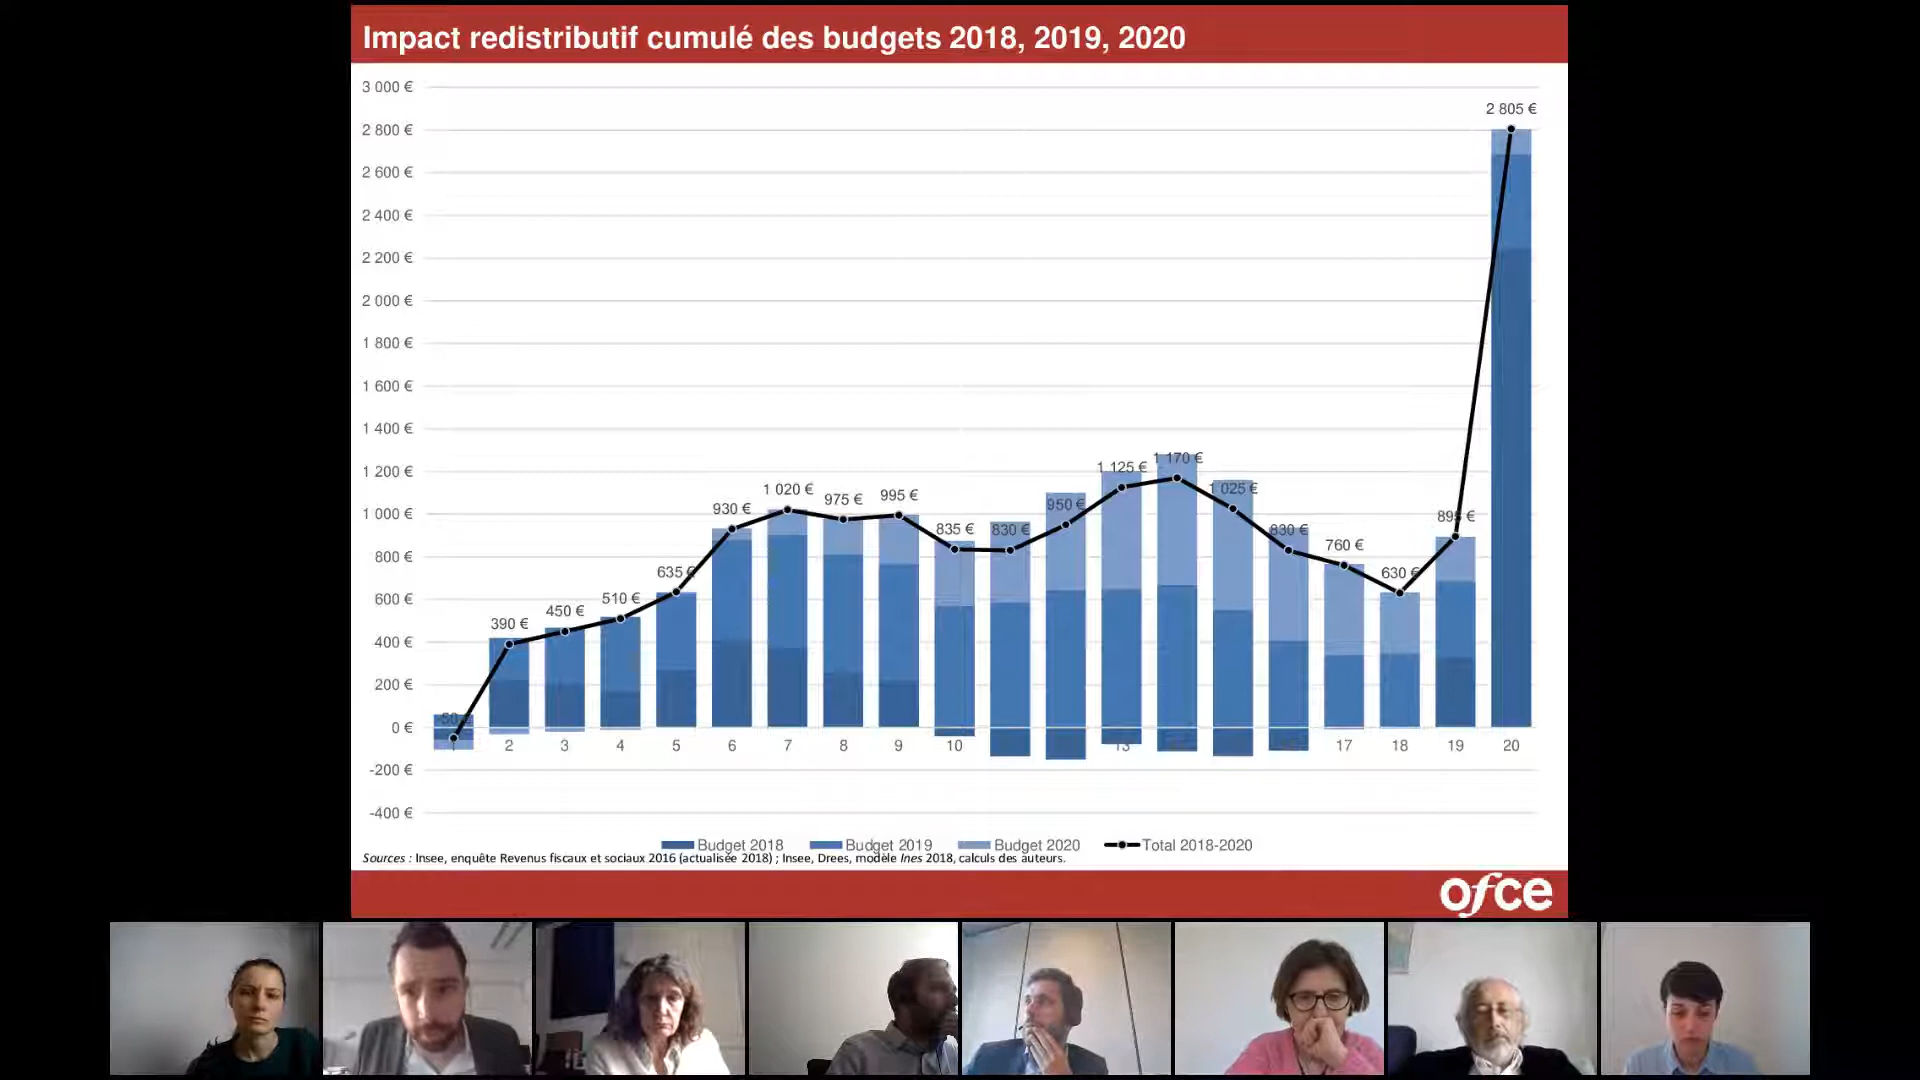 Impact redistributif cumulé des budgets 2018, 2019, 2020
3 000 €
2 805 €
2 800 €
2 600 €
2 400 €
2 200 €
2 000 €
1 800 €
1 600 €
1 400 €
1 200 €
1 125 €
1 170 €
1 020 €
975 €
995 €
1 025 €
1 000 €
930 €
835 €
830 €
950 €
830 €
760 €
895 €
800 €
635 €
630 €
600 €
390 €
450 €
510 €
400 €
200 €
0 €
2 3 4 5 6 7 8 9 10 13 17 18 19 20
-200 €
-400 €
Budget 2018 Budget 2019 Budget 2020 Total 2018-2020
Sources : Insee, enquête Revenus fiscaux et sociaux 2016 (actualisée 2018) ; Insee, Drees, modèle Ines 2018, calculs des auteurs.
ofce